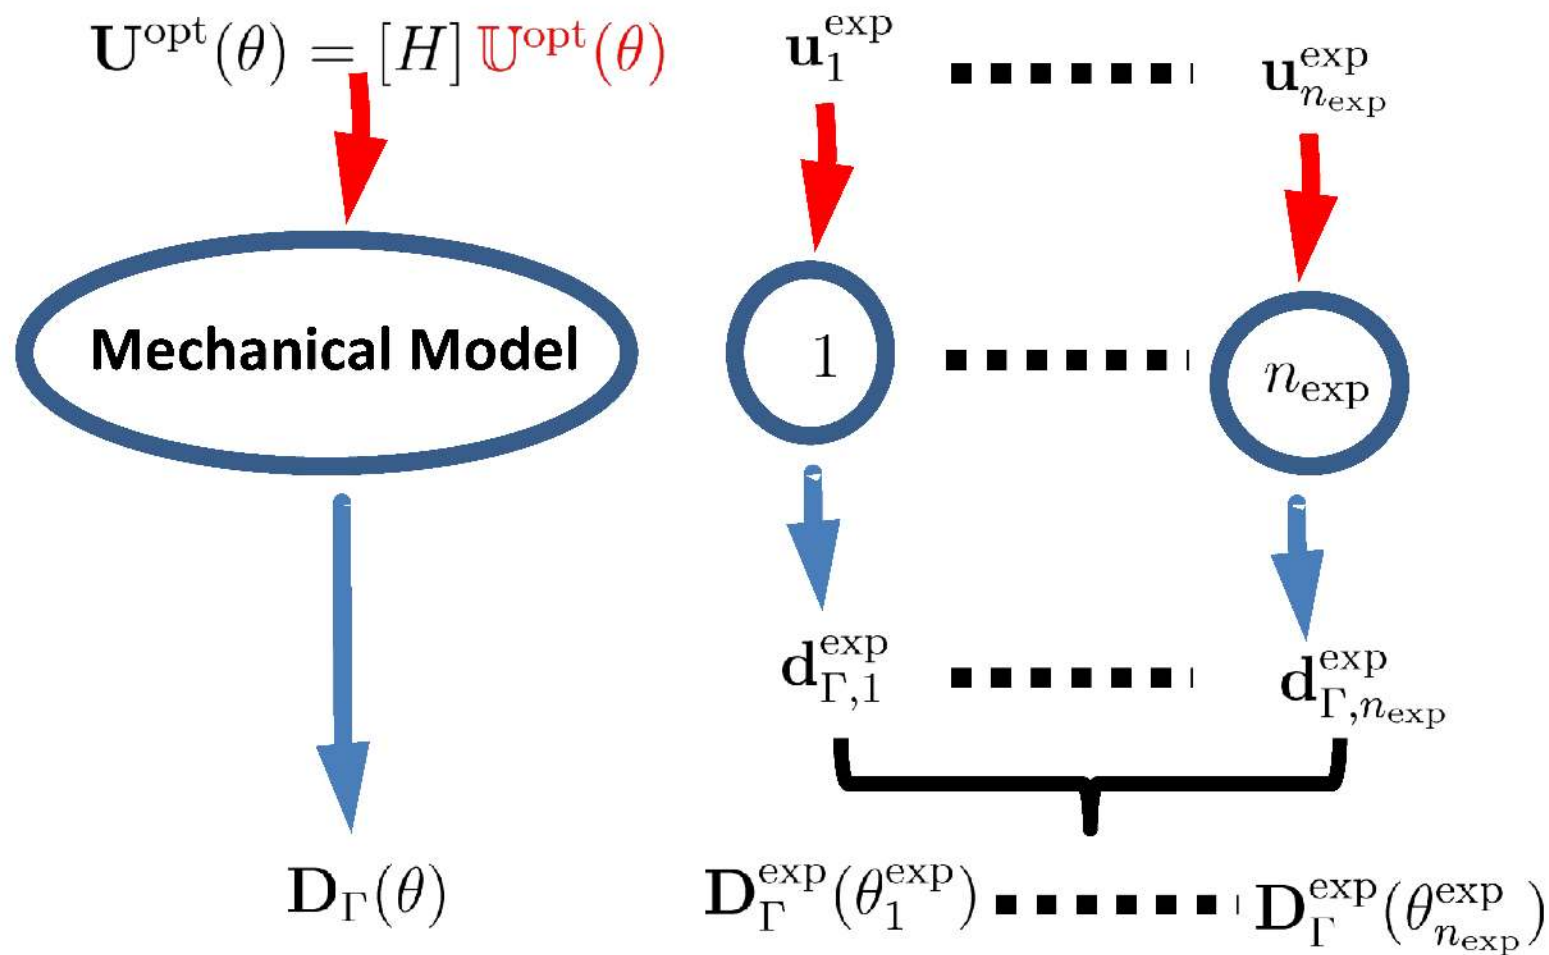 𝐔^opt(θ) = [H] 𝕌^opt(θ)
𝐮_1^exp
𝐮_{n_exp}^exp
Mechanical Model
1
n_exp
𝐝_{Γ,1}^exp
𝐝_{Γ,n_exp}^exp
𝐃_Γ(θ)
𝐃_Γ^exp(θ_1^exp)
𝐃_Γ^exp(θ_{n_exp}^exp)